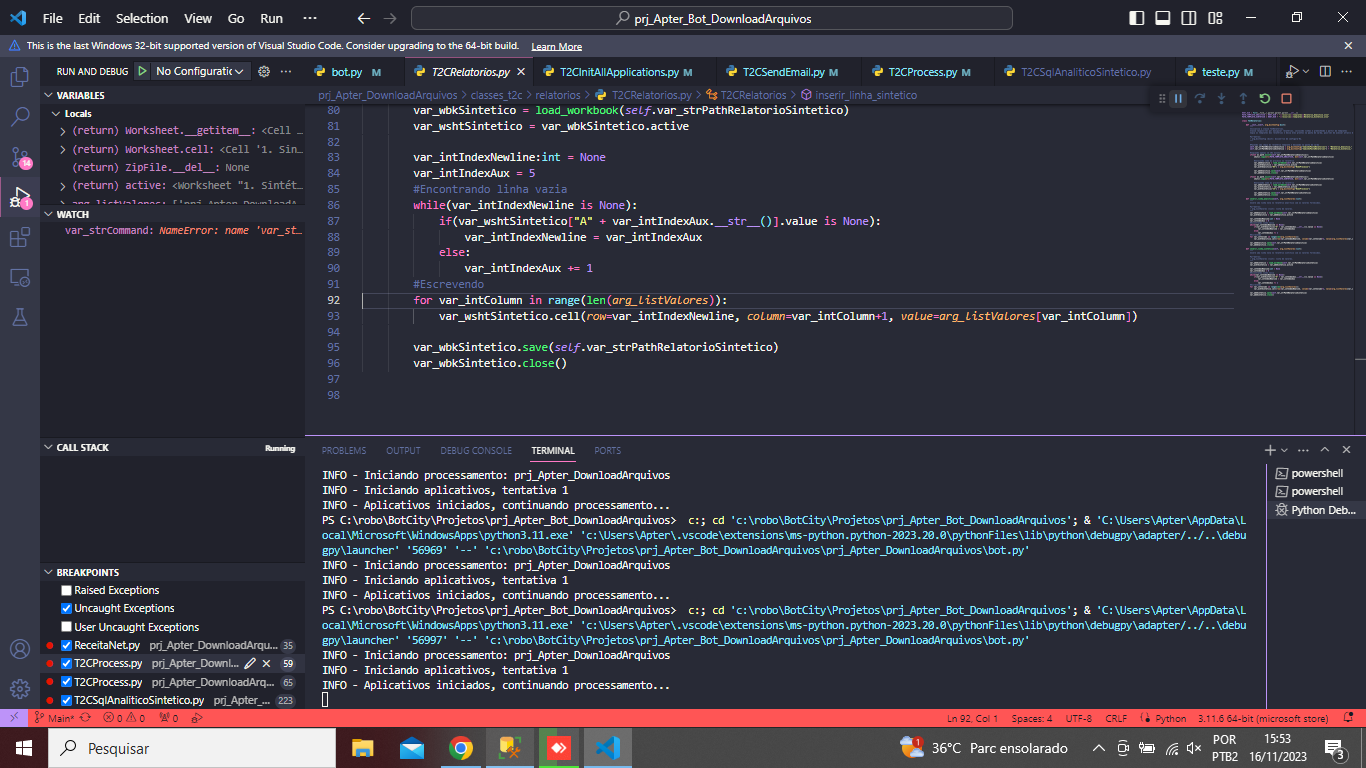 File Edit Selection View Go Run ··· prj_Apter_Bot_DownloadArquivos
This is the last Windows 32-bit supported version of Visual Studio Code. Consider upgrading to the 64-bit build. Learn More
RUN AND DEBUG No Configuratic ···
bot.py M T2CRelatorios.py T2CInitAllApplications.py M T2CSendEmail.py M T2CProcess.py M T2CSqlAnaliticoSintetico.py teste.py M ···
prj_Apter_DownloadArquivos > classes_t2c > relatorios > T2CRelatorios.py > T2CRelatorios > inserir_linha_sintetico
VARIABLES
Locals
(return) Worksheet.__getitem__: <Cell ...
(return) Worksheet.cell: <Cell '1. Sin...
(return) ZipFile.__del__: None
(return) active: <Worksheet "1. Sintét...
WATCH
var_strCommand: NameError: name 'var_st...
CALL STACK Running
BREAKPOINTS
Raised Exceptions
Uncaught Exceptions
User Uncaught Exceptions
ReceitaNet.py prj_Apter_DownloadArqu... 35
T2CProcess.py prj_Apter_Downl... 59
T2CProcess.py prj_Apter_DownloadArq... 65
T2CSqlAnaliticoSintetico.py prj_Apter_... 223
80 var_wbkSintetico = load_workbook(self.var_strPathRelatorioSintetico)
81 var_wshtSintetico = var_wbkSintetico.active
82
83 var_intIndexNewline:int = None
84 var_intIndexAux = 5
85 #Encontrando linha vazia
86 while(var_intIndexNewline is None):
87 if(var_wshtSintetico["A" + var_intIndexAux.__str__()].value is None):
88 var_intIndexNewline = var_intIndexAux
89 else:
90 var_intIndexAux += 1
91 #Escrevendo
92 for var_intColumn in range(len(arg_listValores)):
93 var_wshtSintetico.cell(row=var_intIndexNewline, column=var_intColumn+1, value=arg_listValores[var_intColumn])
94
95 var_wbkSintetico.save(self.var_strPathRelatorioSintetico)
96 var_wbkSintetico.close()
97
98
PROBLEMS OUTPUT DEBUG CONSOLE TERMINAL PORTS
INFO - Iniciando processamento: prj_Apter_DownloadArquivos
INFO - Iniciando aplicativos, tentativa 1
INFO - Aplicativos iniciados, continuando processamento...
PS C:\robo\BotCity\Projetos\prj_Apter_Bot_DownloadArquivos> c:; cd 'c:\robo\BotCity\Projetos\prj_Apter_Bot_DownloadArquivos'; & 'C:\Users\Apter\AppData\L
ocal\Microsoft\WindowsApps\python3.11.exe' 'c:\Users\Apter\.vscode\extensions\ms-python.python-2023.20.0\pythonFiles\lib\python\debugpy\adapter/../..\debu
gpy\launcher' '56969' '--' 'c:\robo\BotCity\Projetos\prj_Apter_Bot_DownloadArquivos\bot.py'
INFO - Iniciando processamento: prj_Apter_DownloadArquivos
INFO - Iniciando aplicativos, tentativa 1
INFO - Aplicativos iniciados, continuando processamento...
PS C:\robo\BotCity\Projetos\prj_Apter_Bot_DownloadArquivos> c:; cd 'c:\robo\BotCity\Projetos\prj_Apter_Bot_DownloadArquivos'; & 'C:\Users\Apter\AppData\L
ocal\Microsoft\WindowsApps\python3.11.exe' 'c:\Users\Apter\.vscode\extensions\ms-python.python-2023.20.0\pythonFiles\lib\python\debugpy\adapter/../..\debu
gpy\launcher' '56997' '--' 'c:\robo\BotCity\Projetos\prj_Apter_Bot_DownloadArquivos\bot.py'
INFO - Iniciando processamento: prj_Apter_DownloadArquivos
INFO - Iniciando aplicativos, tentativa 1
INFO - Aplicativos iniciados, continuando processamento...
powershell
powershell
Python Deb...
Main* 0 0 0 Ln 92, Col 1 Spaces: 4 UTF-8 CRLF Python 3.11.6 64-bit (microsoft store)
Pesquisar 36°C Parc ensolarado POR PTB2 15:53 16/11/2023 3